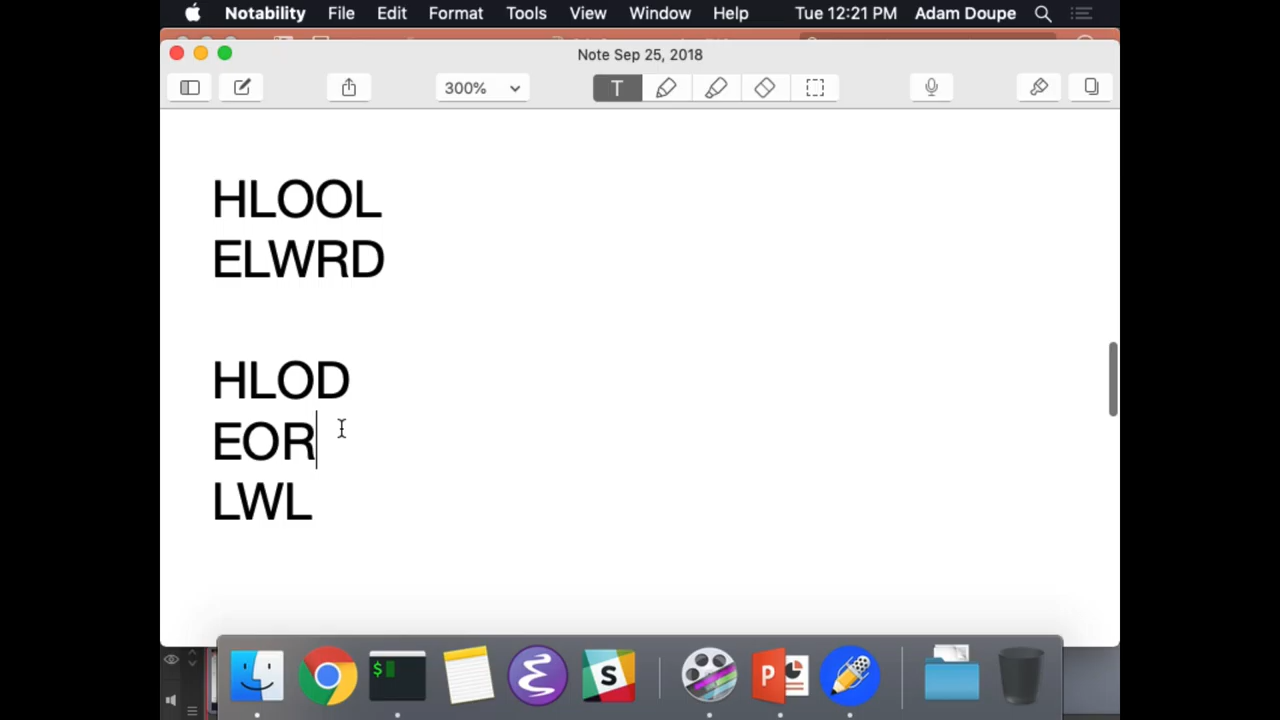 Notability File Edit Format Tools View Window Help Tue 12:21 PM Adam Doupe
Note Sep 25, 2018
300% T
HLOOL
ELWRD
HLOD
EOR
LWL
$ S P